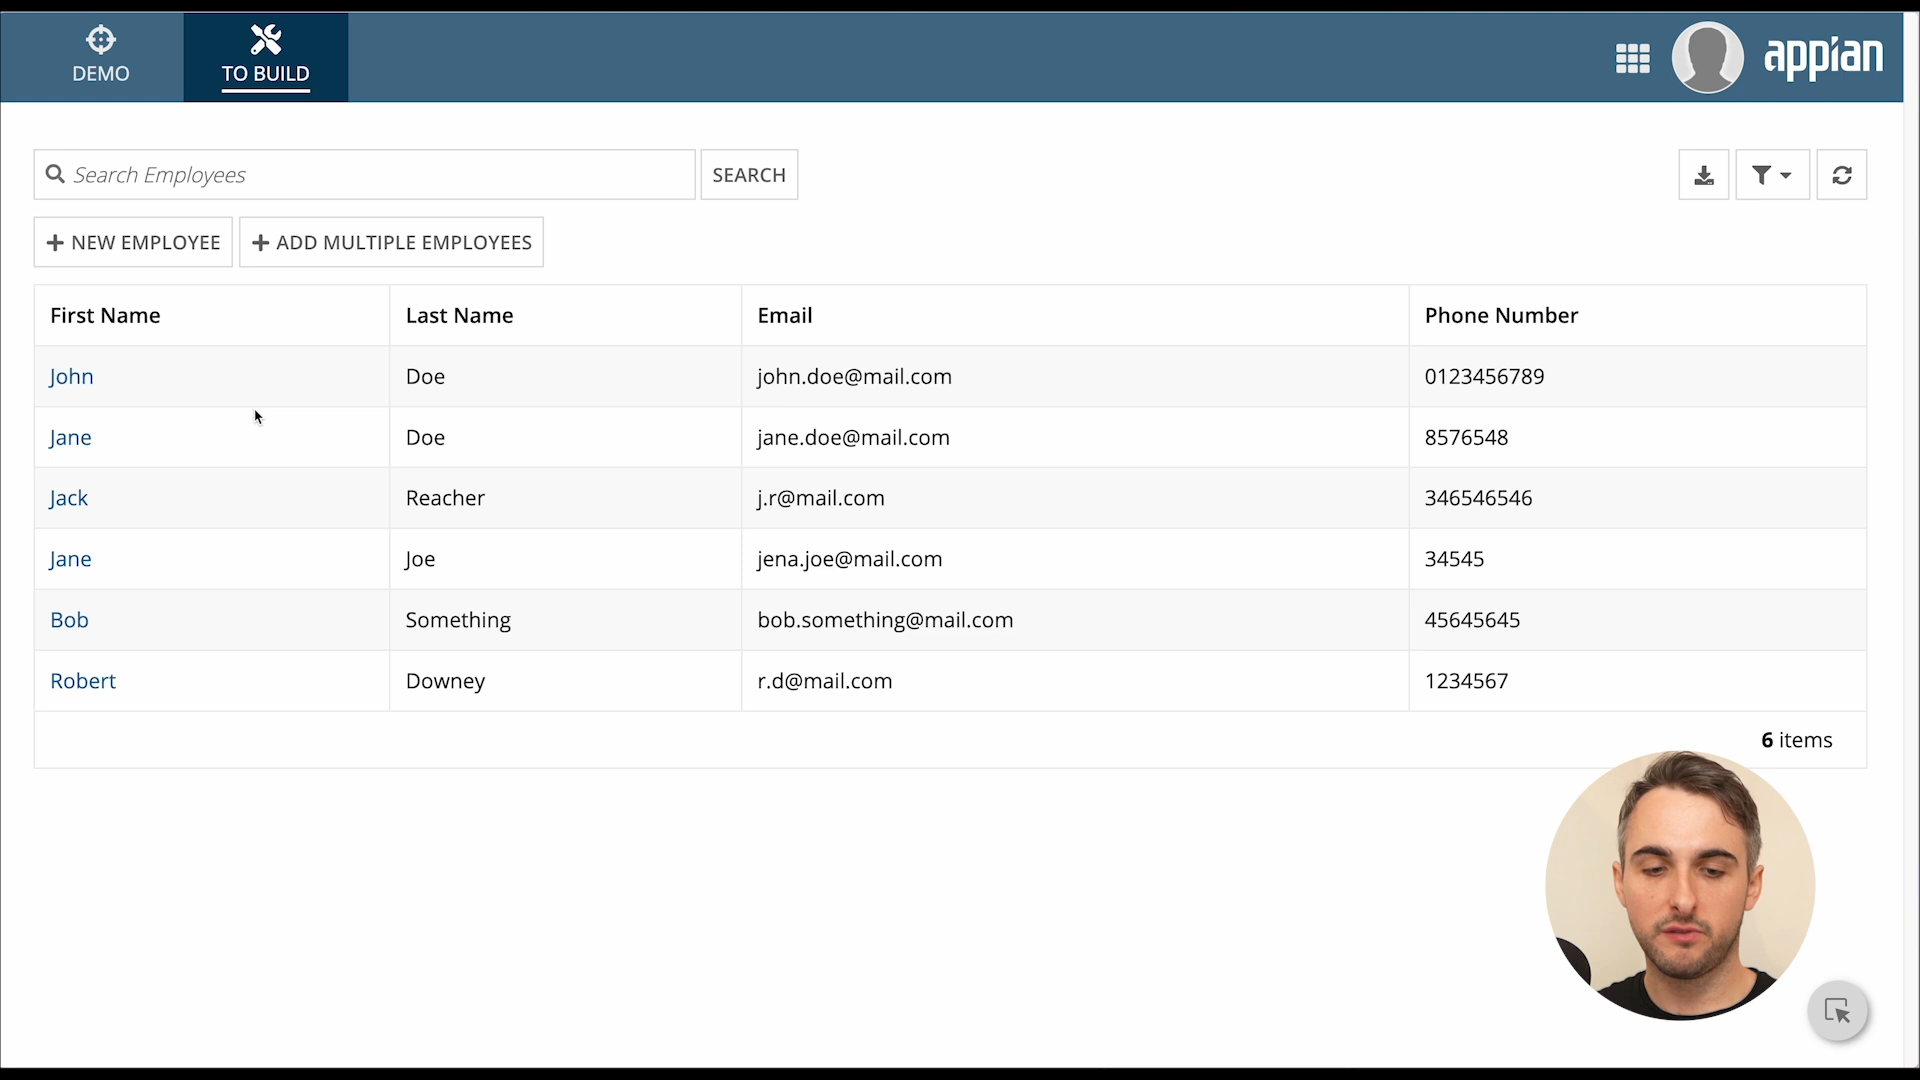 DEMO
TO BUILD
appian
Search Employees
SEARCH
NEW EMPLOYEE
ADD MULTIPLE EMPLOYEES
First Name Last Name Email Phone Number
John Doe john.doe@mail.com 0123456789
Jane Doe jane.doe@mail.com 8576548
Jack Reacher j.r@mail.com 346546546
Jane Joe jena.joe@mail.com 34545
Bob Something bob.something@mail.com 45645645
Robert Downey r.d@mail.com 1234567
6 items